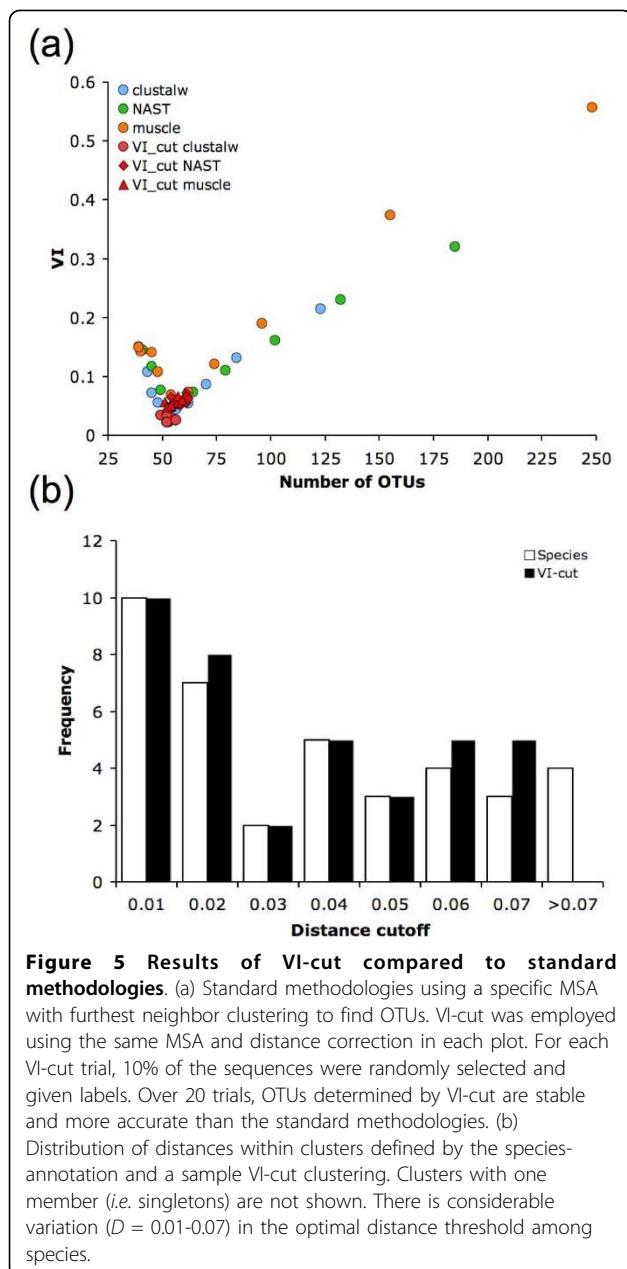 (a)
0.6
0.5
0.4
0.3
0.2
0.1
0
VI
clustalw
NAST
muscle
VI_cut clustalw
VI_cut NAST
VI_cut muscle
25 50 75 100 125 150 175 200 225 250
Number of OTUs
(b)
12
10
8
6
4
2
0
Frequency
Species
VI-cut
0.01 0.02 0.03 0.04 0.05 0.06 0.07 >0.07
Distance cutoff
Figure 5 Results of VI-cut compared to standard
methodologies. (a) Standard methodologies using a specific MSA
with furthest neighbor clustering to find OTUs. VI-cut was employed
using the same MSA and distance correction in each plot. For each
VI-cut trial, 10% of the sequences were randomly selected and
given labels. Over 20 trials, OTUs determined by VI-cut are stable
and more accurate than the standard methodologies. (b)
Distribution of distances within clusters defined by the species-
annotation and a sample VI-cut clustering. Clusters with one
member (i.e. singletons) are not shown. There is considerable
variation (D = 0.01-0.07) in the optimal distance threshold among
species.